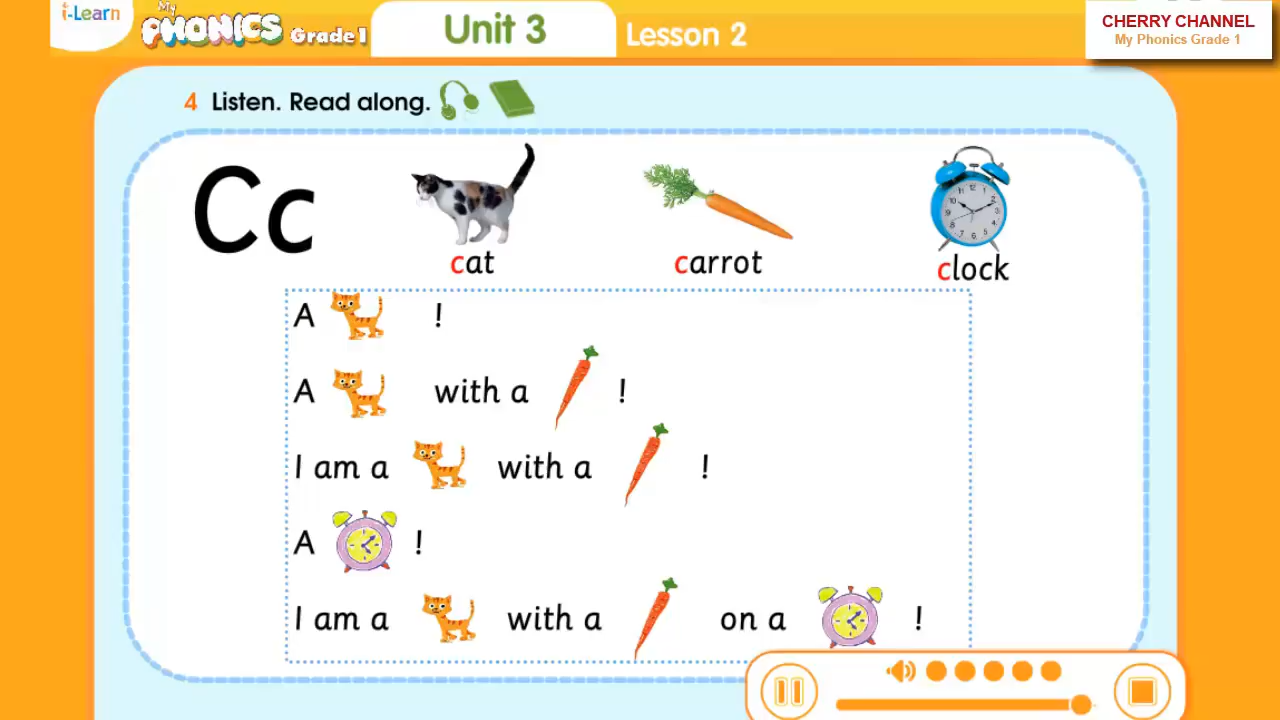 i-Learn
My PHONICS Grade 1
Unit 3
Lesson 2
CHERRY CHANNEL
My Phonics Grade 1
4 Listen. Read along.
Cc
cat carrot clock
A !
A with a !
I am a with a !
A !
I am a with a on a !